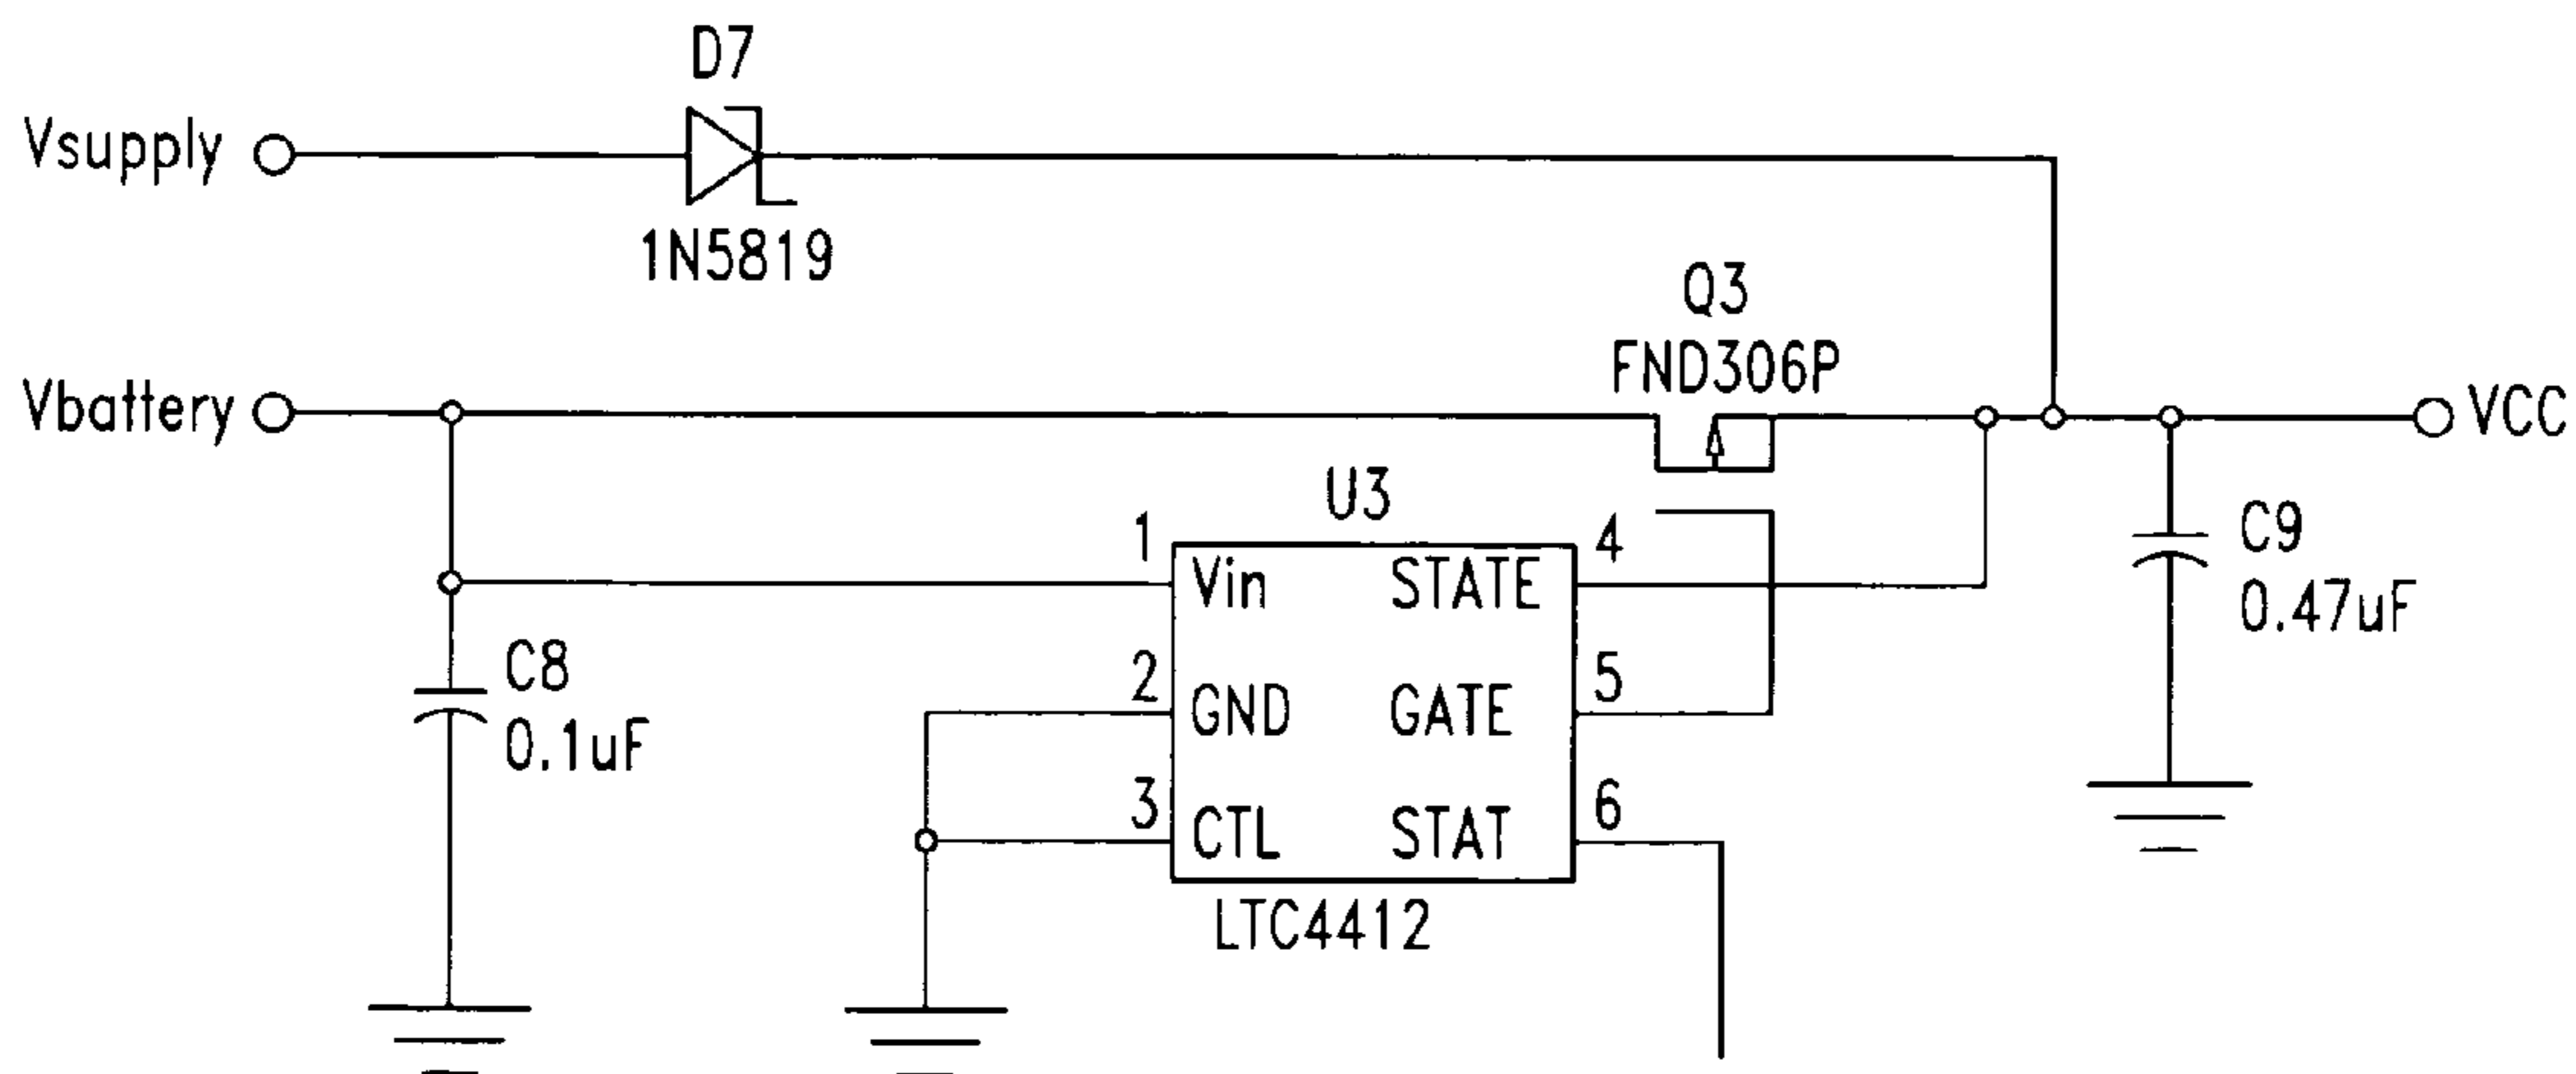 D7
Vsupply
1N5819
Q3
FND306P
Vbattery
VCC
U3
1
4
C9
Vin
STATE
0.47uF
C8
2
5
GND
GATE
0.1uF
3
6
CTL
STAT
LTC4412